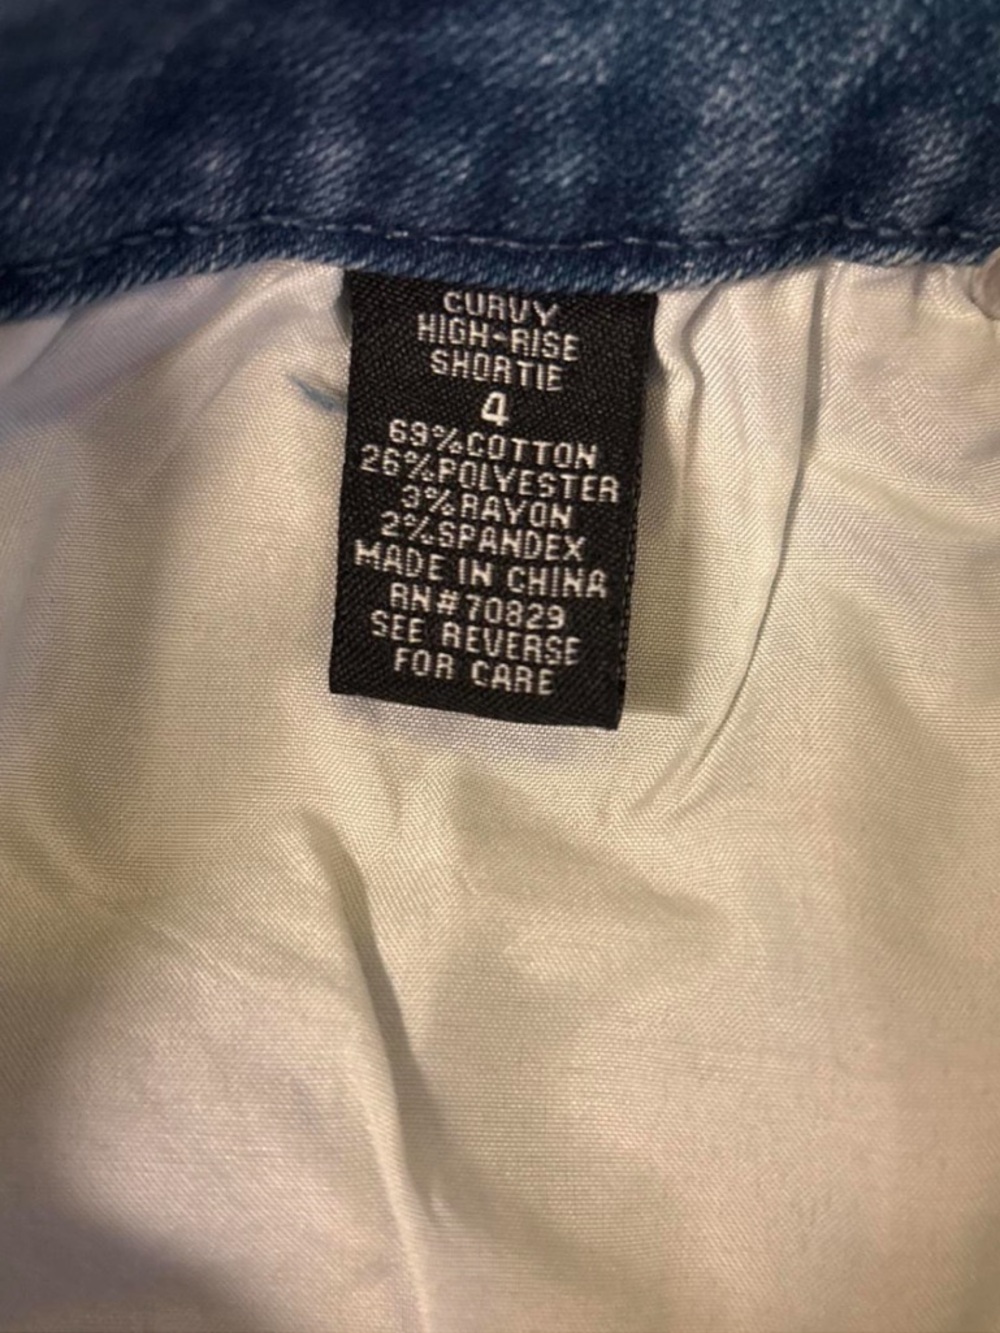 CURVY
HIGH-RISE
SHORTIE
4
69%COTTON
26%POLYESTER
3%RAYON
2%SPANDEX
MADE IN CHINA
RN#70829
SEE REVERSE
FOR CARE